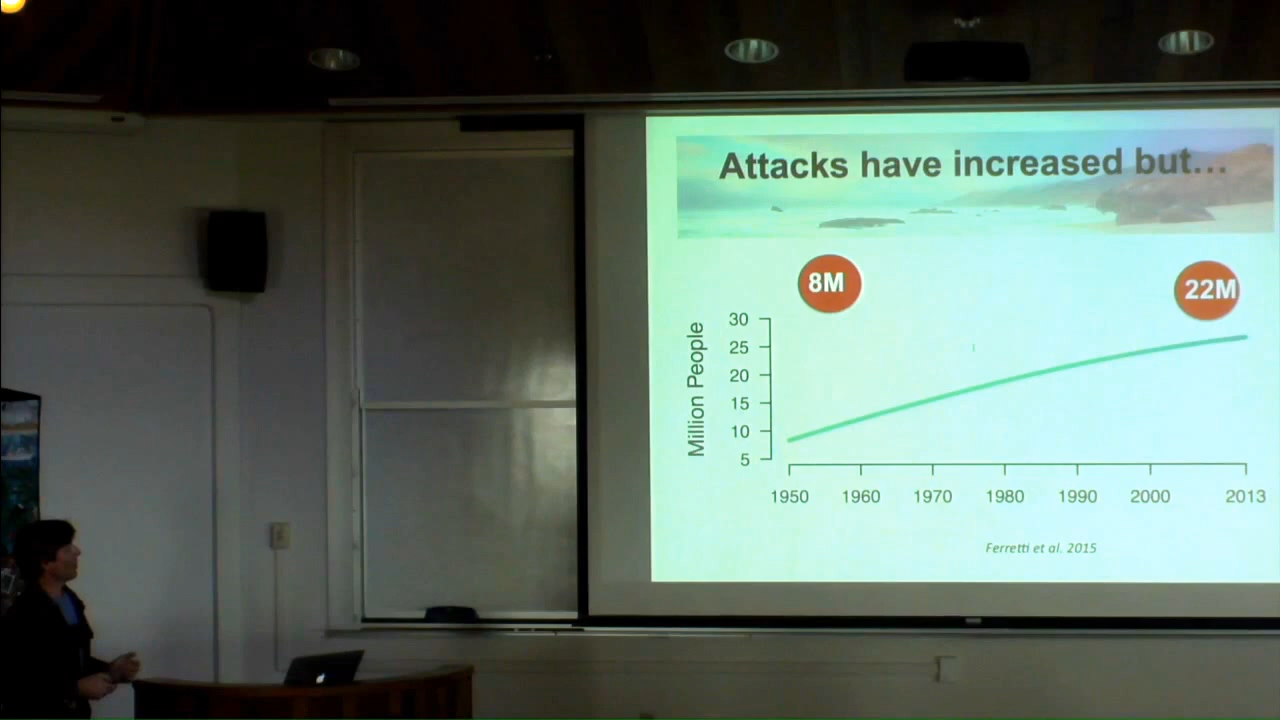 Attacks have increased but...
8M
22M
Million People
30
25
20
15
10
5
1950 1960 1970 1980 1990 2000 2013
Ferretti et al. 2015